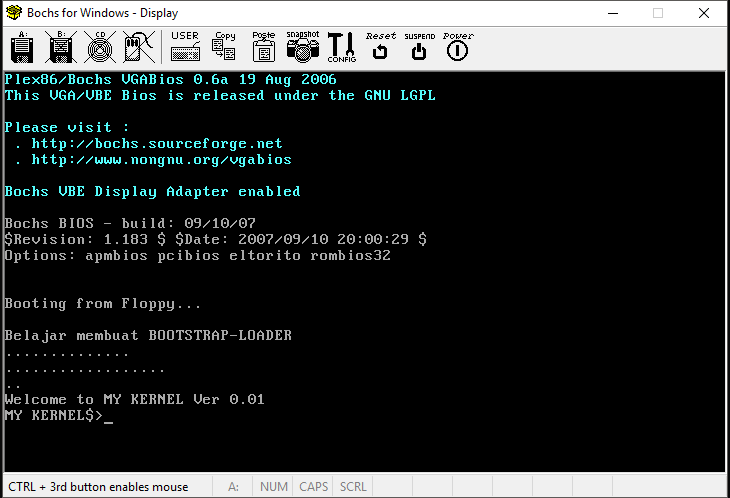 Bochs for Windows - Display
A: B: CD USER Copy Paste snapshot CONFIG Reset SUSPEND Power
Plex86/Bochs VGABios 0.6a 19 Aug 2006
This VGA/VBE Bios is released under the GNU LGPL
Please visit :
. http://bochs.sourceforge.net
. http://www.nongnu.org/vgabios
Bochs VBE Display Adapter enabled
Bochs BIOS - build: 09/10/07
$Revision: 1.183 $ $Date: 2007/09/10 20:00:29 $
Options: apmbios pcibios eltorito rombios32
Booting from Floppy...
Belajar membuat BOOTSTRAP-LOADER
..............
..................
..
Welcome to MY KERNEL Ver 0.01
MY KERNEL$>_
CTRL + 3rd button enables mouse A: NUM CAPS SCRL